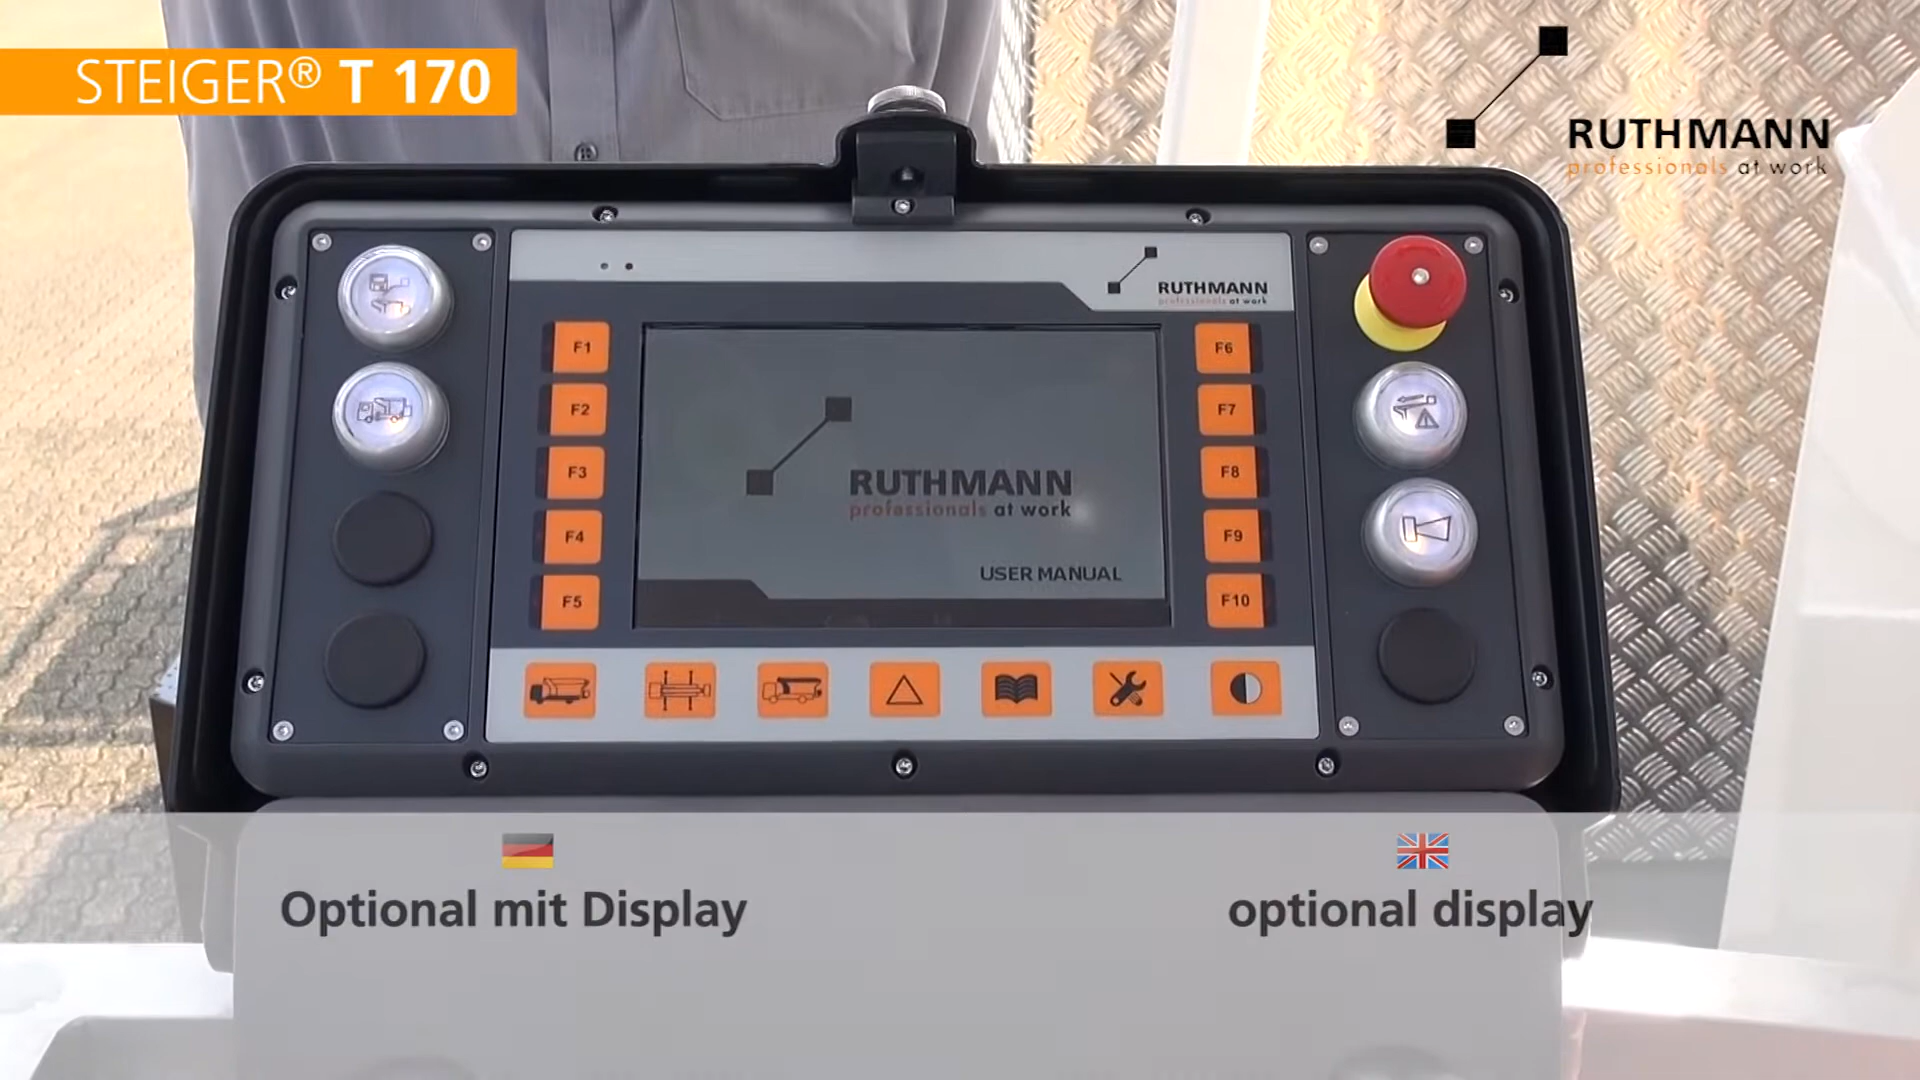 STEIGER® T 170
RUTHMANN
professionals at work
RUTHMANN
professionals at work
F1
F2
F3
F4
F5
RUTHMANN
professionals at work
USER MANUAL
F6
F7
F8
F9
F10
Optional mit Display
optional display